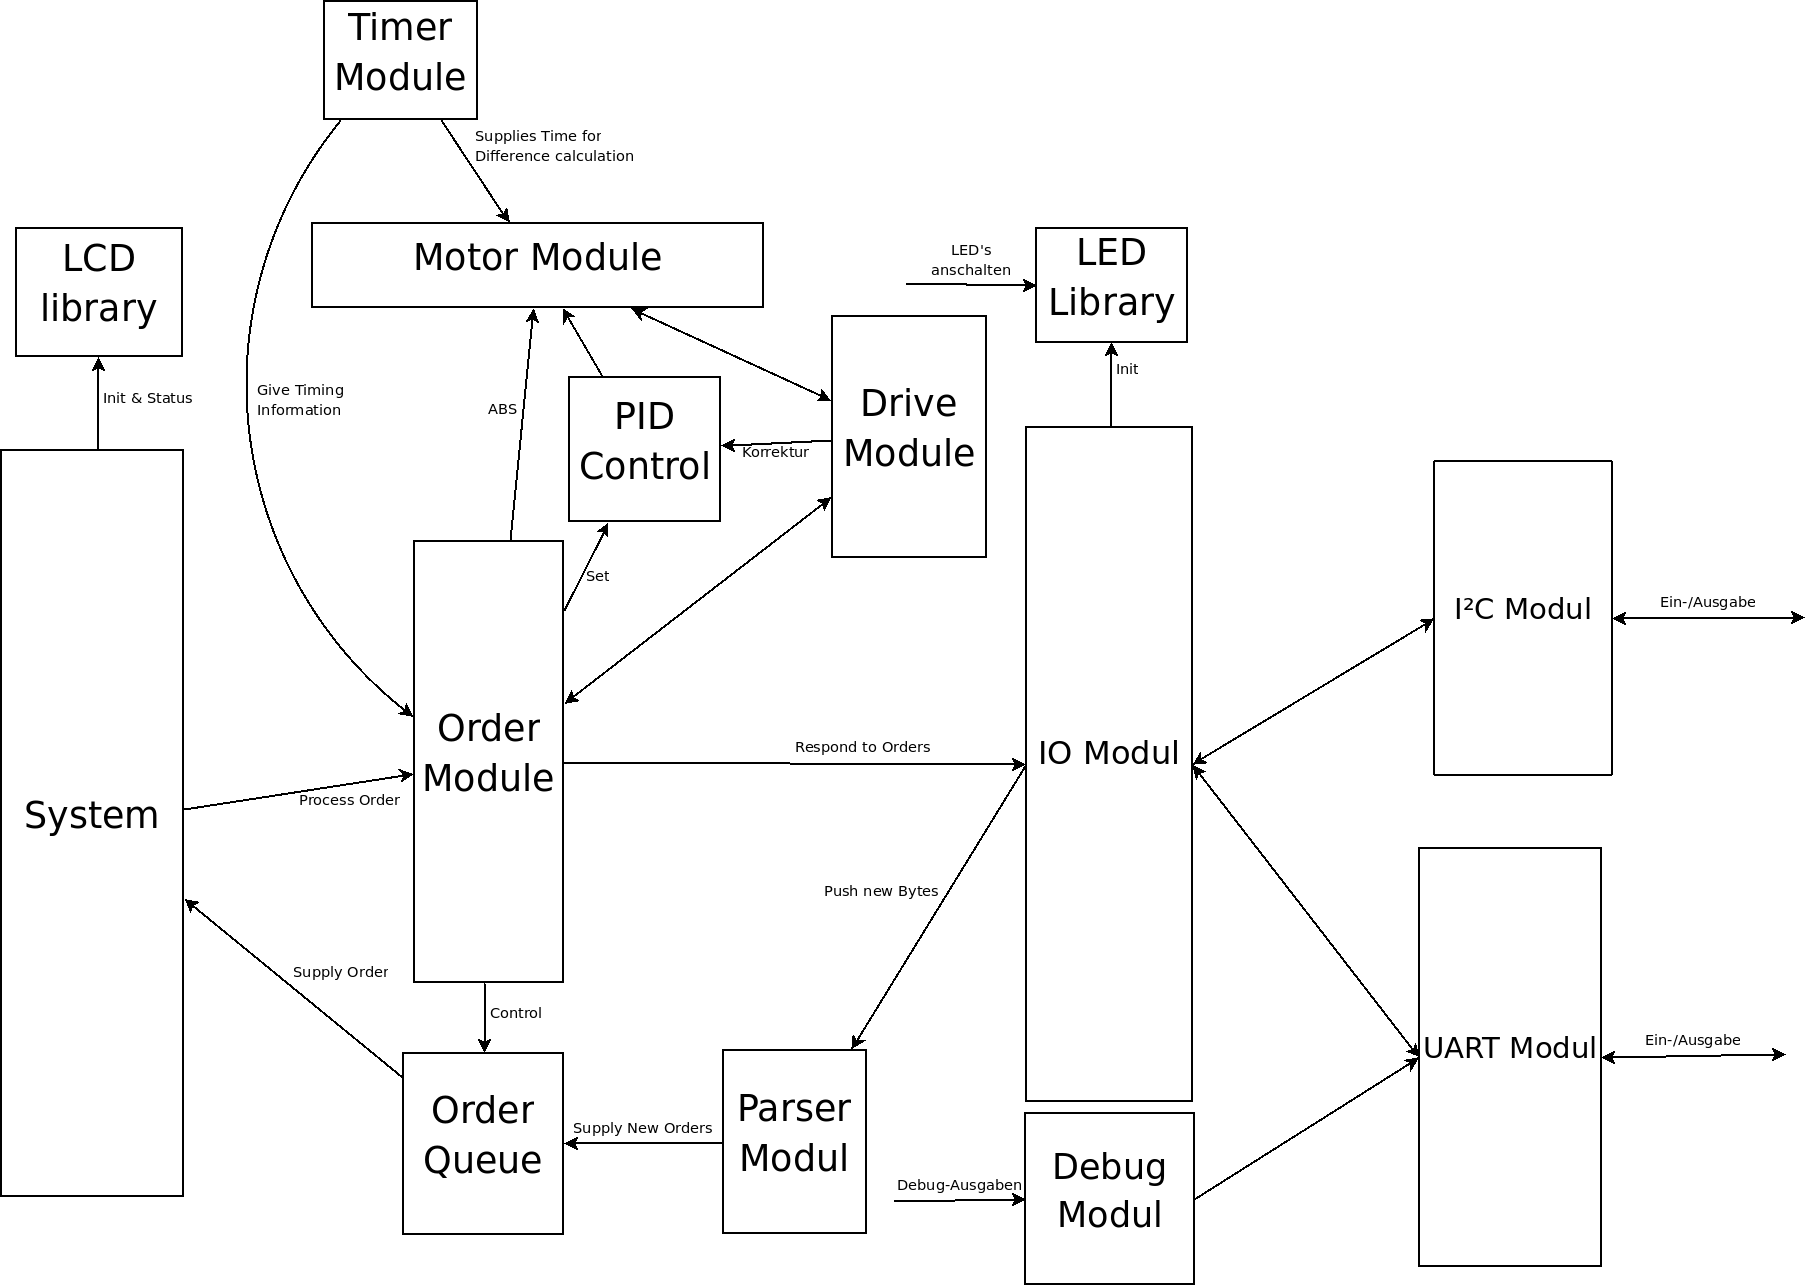 Timer
Module
Supplies Time for
Difference calculation
Motor Module
LCD
library
LED's
anschalten
LED
Library
Init & Status
Give Timing
Information
ABS
PID
Control
Korrektur
Drive
Module
Init
Set
I²C Modul
Ein-/Ausgabe
Order
Module
Respond to Orders
IO Modul
System
Process Order
Push new Bytes
Supply Order
Control
UART Modul
Ein-/Ausgabe
Order
Queue
Supply New Orders
Parser
Modul
Debug-Ausgaben
Debug
Modul